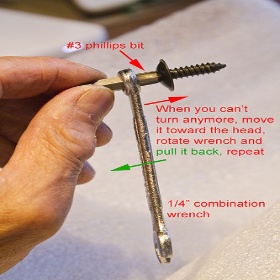 #3 phillips bit
When you can't
turn anymore, move
it toward the head,
rotate wrench and
pull it back, repeat
1/4" combination
wrench